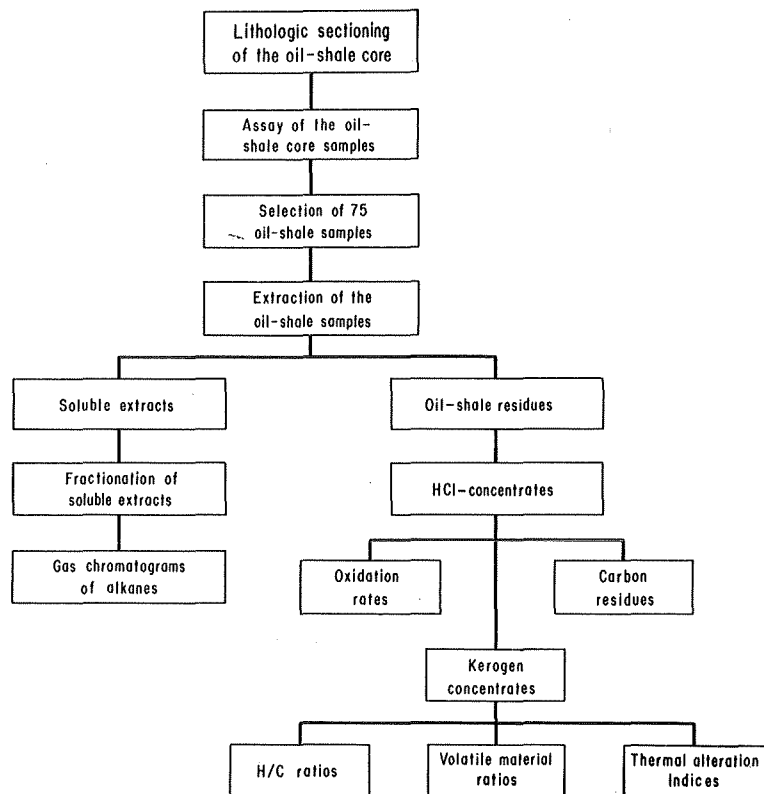 Lithologic sectioning
of the oil-shale core
Assay of the oil-
shale core samples
Selection of 75
oil-shale samples
Extraction of the
oil-shale samples
Soluble extracts
Oil-shale residues
Fractionation of
soluble extracts
HCl-concentrates
Gas chromatograms
of alkanes
Oxidation
rates
Carbon
residues
Kerogen
concentrates
H/C ratios
Volatile material
ratios
Thermal alteration
Indices